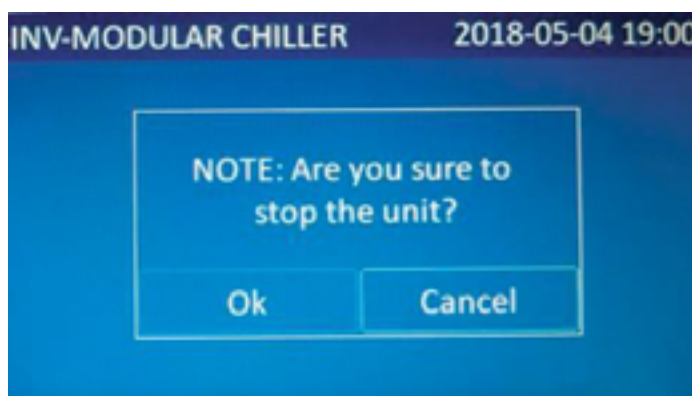 INV-MODULAR CHILLER 2018-05-04 19:00
NOTE: Are you sure to
stop the unit?
Ok Cancel